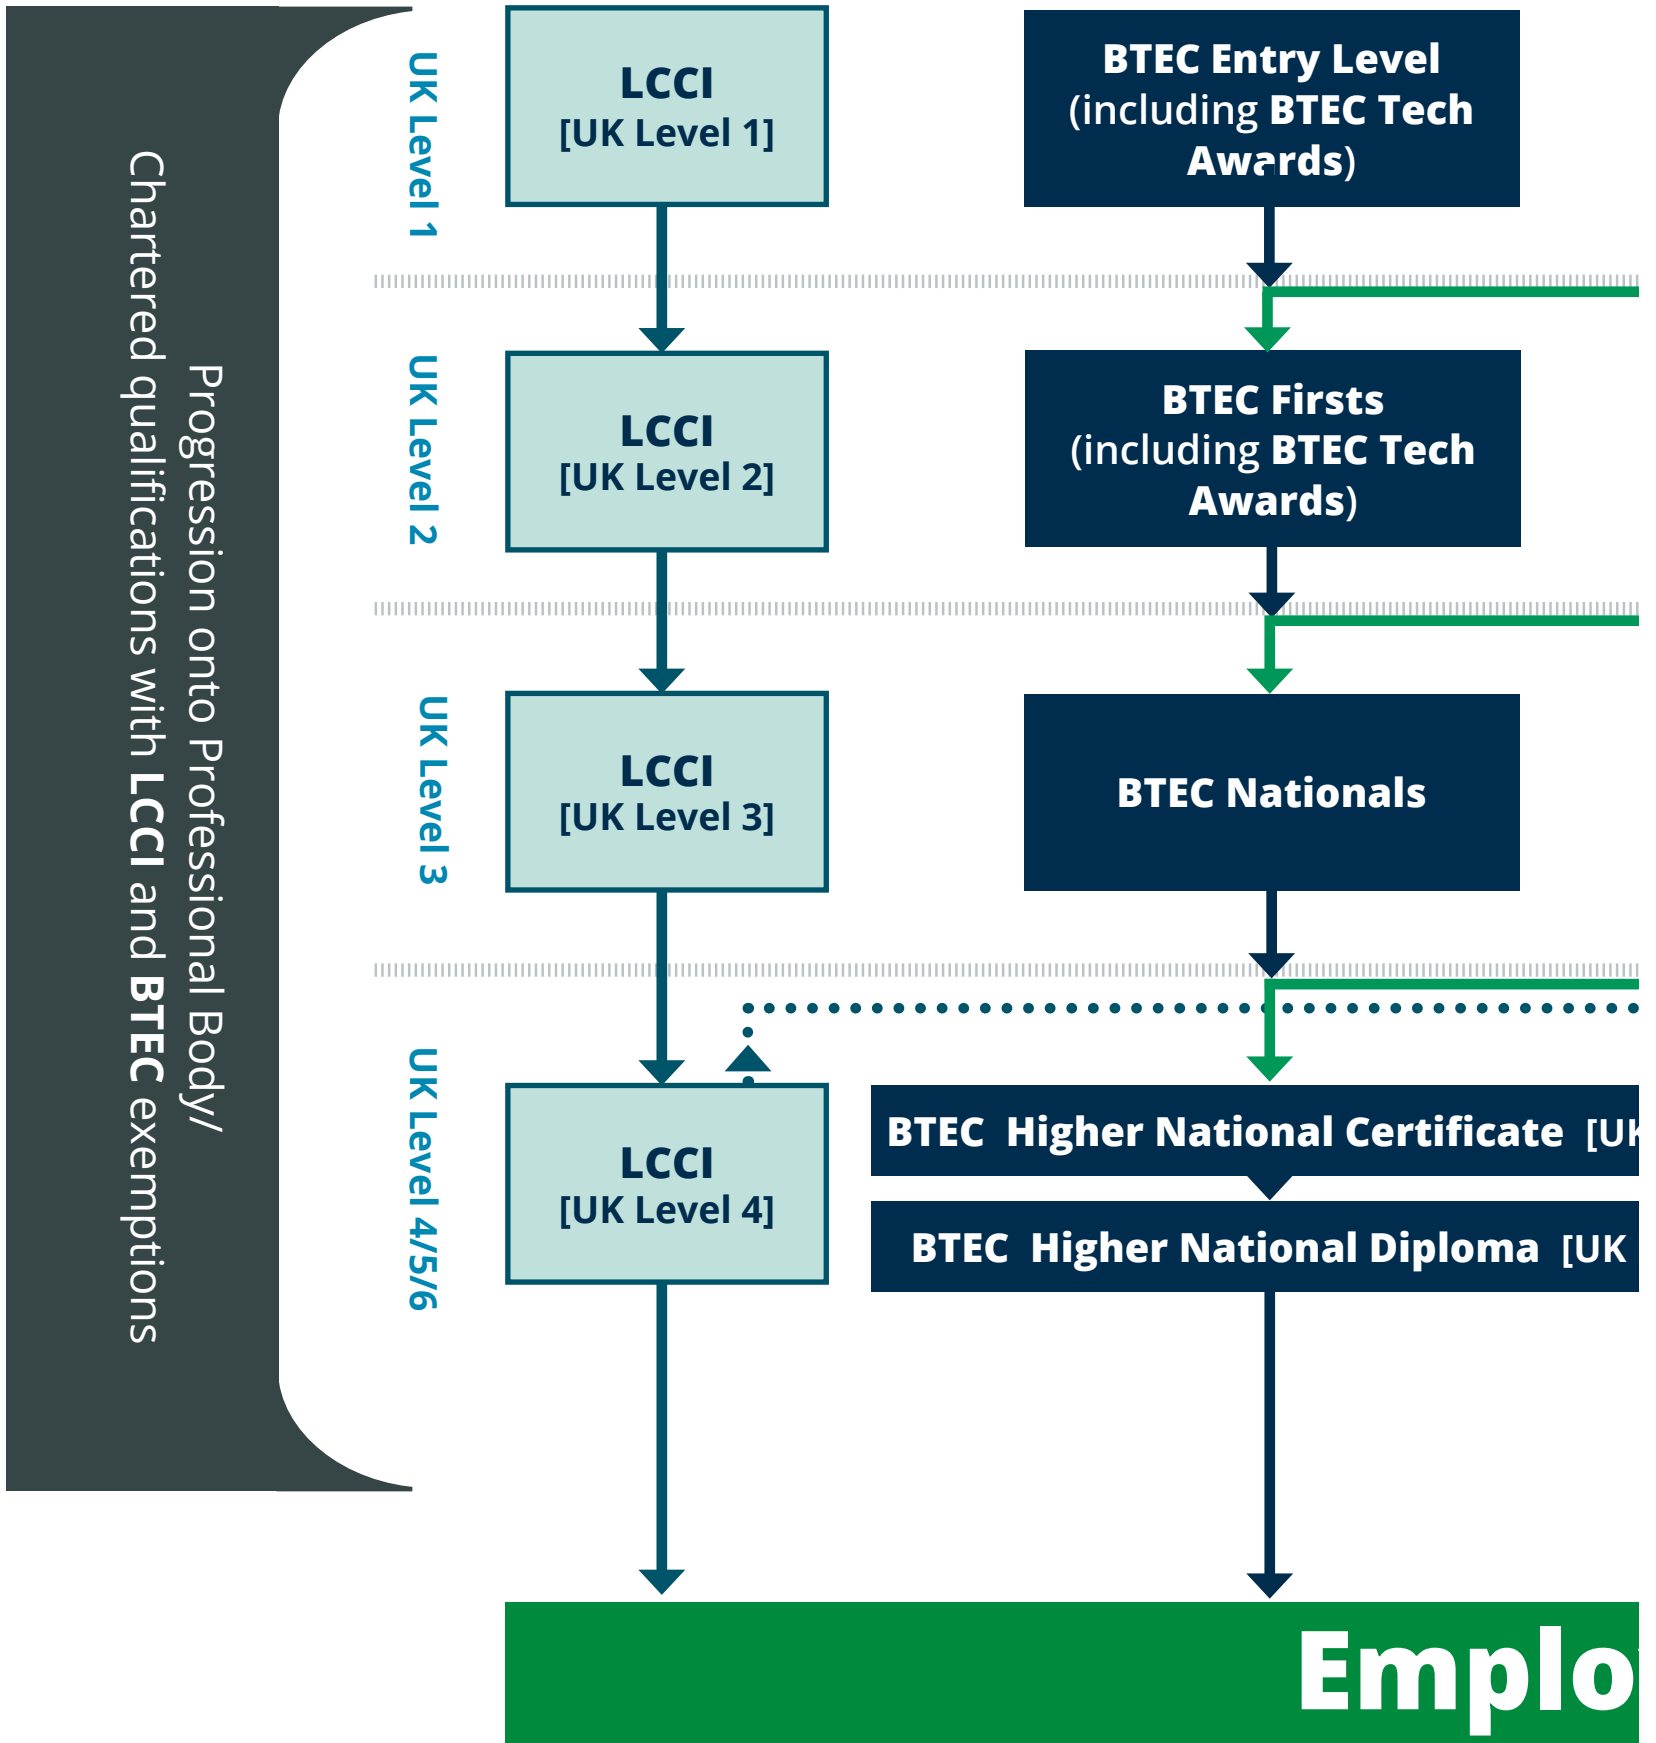 Progression onto Professional Body/
Chartered qualifications with LCCI and BTEC exemptions
UK Level 1
LCCI
[UK Level 1]
BTEC Entry Level
(including BTEC Tech
Awards)
UK Level 2
LCCI
[UK Level 2]
BTEC Firsts
(including BTEC Tech
Awards)
UK Level 3
LCCI
[UK Level 3]
BTEC Nationals
UK Level 4/5/6
LCCI
[UK Level 4]
BTEC Higher National Certificate [UK
BTEC Higher National Diploma [UK
Emplo